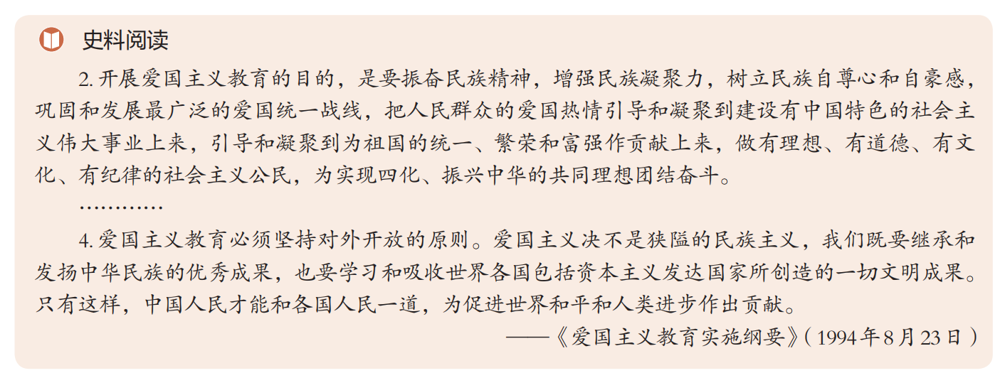 史料阅读
2. 开展爱国主义教育的目的，是要振奋民族精神，增强民族凝聚力，树立民族自尊心和自豪感，
巩固和发展最广泛的爱国统一战线，把人民群众的爱国热情引导和凝聚到建设有中国特色的社会主
义伟大事业上来，引导和凝聚到为祖国的统一、繁荣和富强作贡献上来，做有理想、有道德、有文
化、有纪律的社会主义公民，为实现四化、振兴中华的共同理想团结奋斗。
…………
4. 爱国主义教育必须坚持对外开放的原则。爱国主义决不是狭隘的民族主义，我们既要继承和
发扬中华民族的优秀成果，也要学习和吸收世界各国包括资本主义发达国家所创造的一切文明成果。
只有这样，中国人民才能和各国人民一道，为促进世界和平和人类进步作出贡献。
——《爱国主义教育实施纲要》（1994年8月23日）